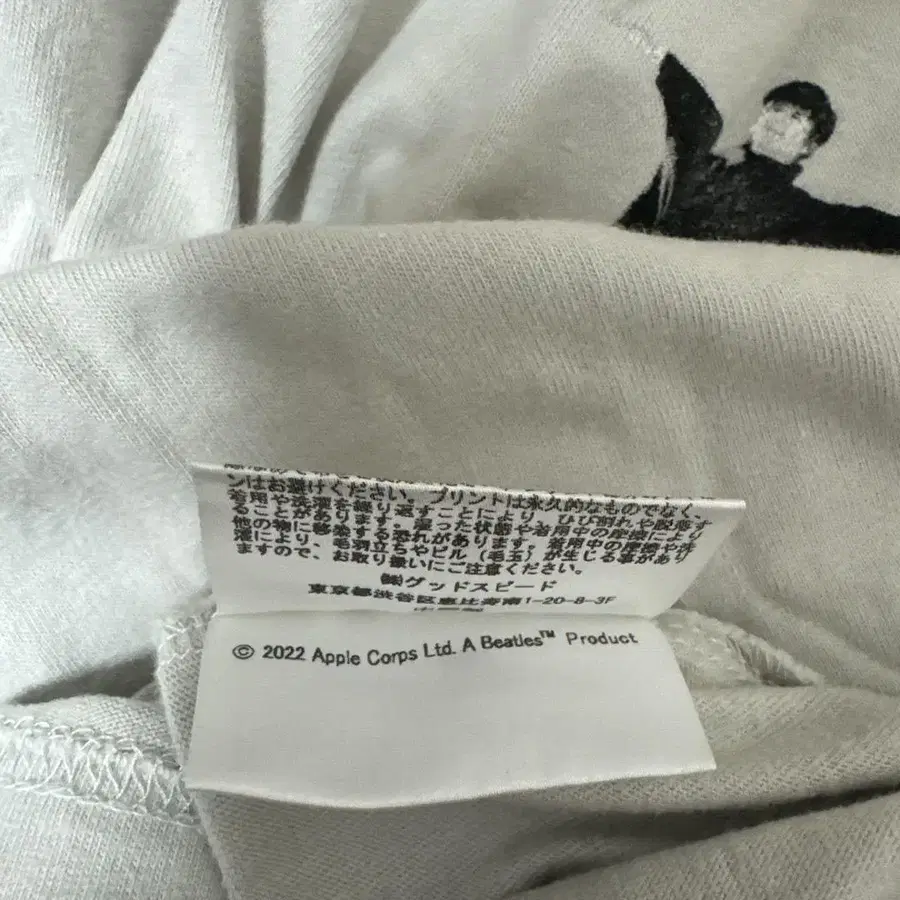 ンはお避けください。プリントは永久的なものでなく、
着用や洗濯を繰り返すことにより、ひび割れや脱落す
ることがあります。湿った状態や着用中の摩擦により
他の物に移染する恐れがあります。着用中の摩擦や洗
濯により、毛羽立ちやピル（毛玉）が生じる事があり
ますので、お取り扱いにご注意ください。
㈱グッドスピード
東京都渋谷区恵比寿南1-20-8-3F
© 2022 Apple Corps Ltd. A Beatles™ Product